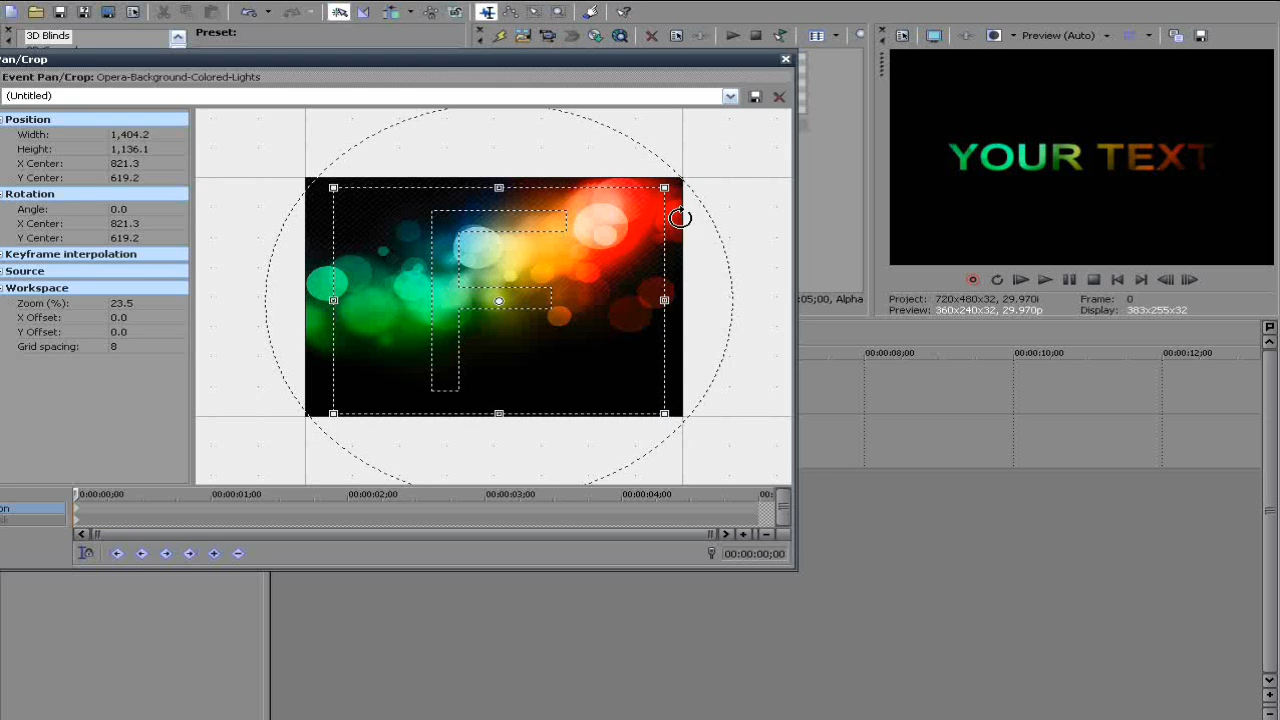 3D Blinds
Preset:
Preview (Auto)
Pan/Crop
Event Pan/Crop: Opera-Background-Colored-Lights
(Untitled)
Position
Width: 1,404.2
Height: 1,136.1
X Center: 821.3
Y Center: 619.2
Rotation
Angle: 0.0
X Center: 821.3
Y Center: 619.2
Keyframe interpolation
Source
Workspace
Zoom (%): 23.5
X Offset: 0.0
Y Offset: 0.0
Grid spacing: 8
YOUR TEXT
:05;00, Alpha
Project: 720x480x32, 29.970i
Frame: 0
Preview: 360x240x32, 29.970p
Display: 383x255x32
00:00:08;00 00:00:10;00 00:00:12;00
0:00:00;00 00:00:01;00 00:00:02;00 00:00:03;00 00:00:04;00 00:
00:00:00;00